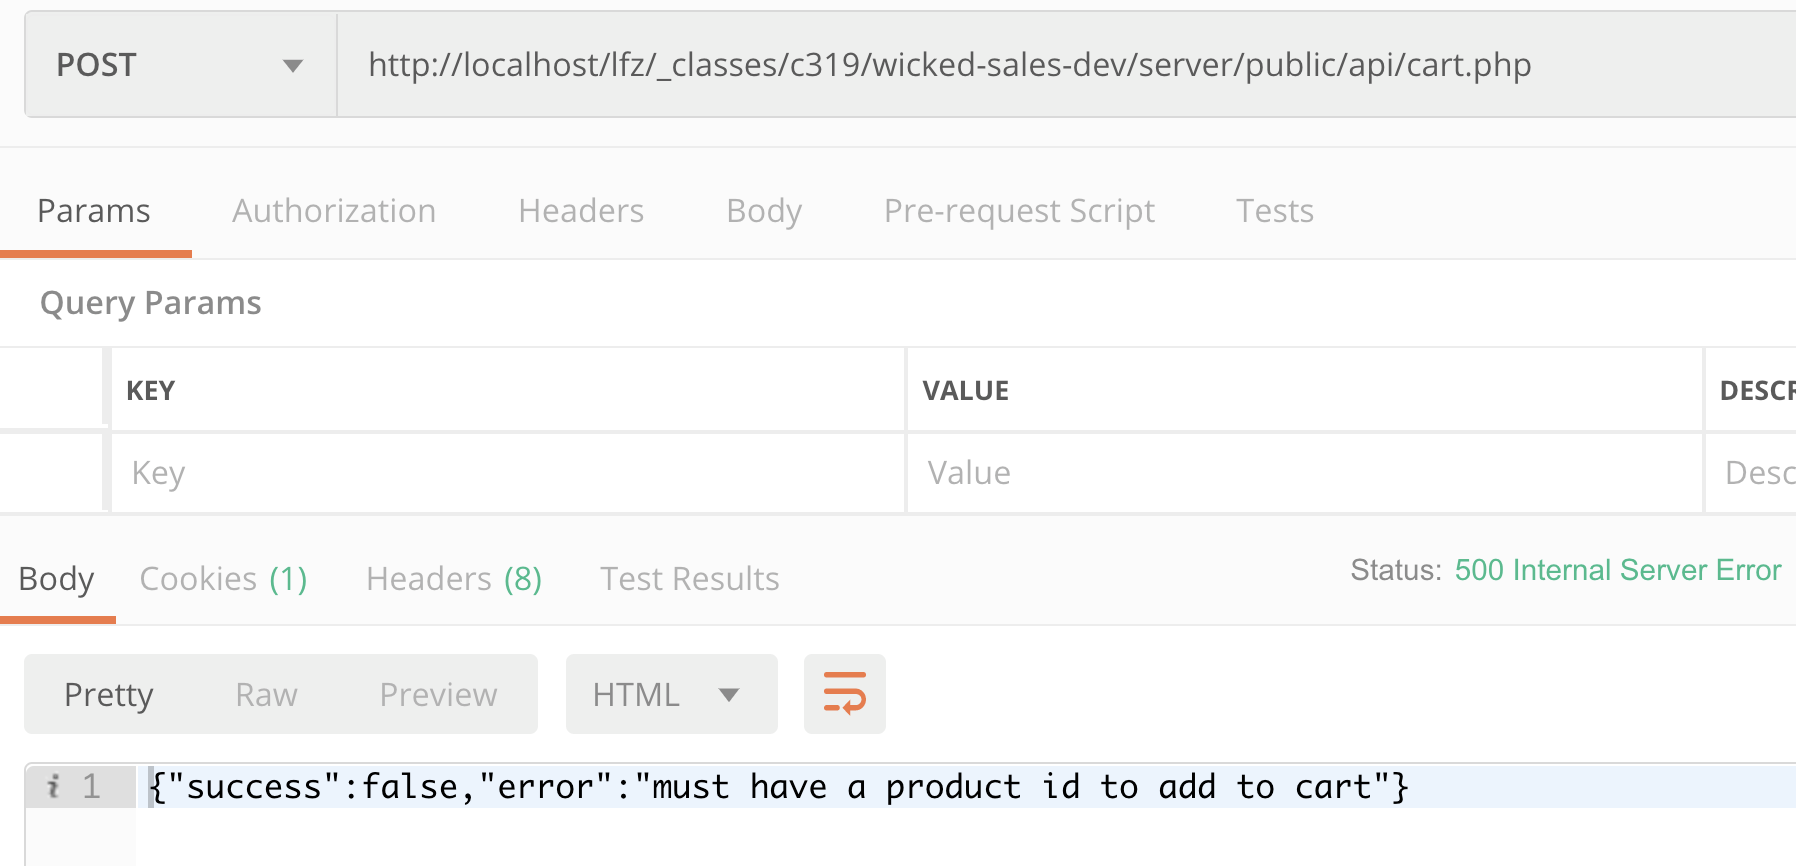 POST http://localhost/lfz/_classes/c319/wicked-sales-dev/server/public/api/cart.php
Params Authorization Headers Body Pre-request Script Tests
Query Params
KEY VALUE DESCR
Key Value Desc
Body Cookies (1) Headers (8) Test Results Status: 500 Internal Server Error
Pretty Raw Preview HTML
i 1 {"success":false,"error":"must have a product id to add to cart"}